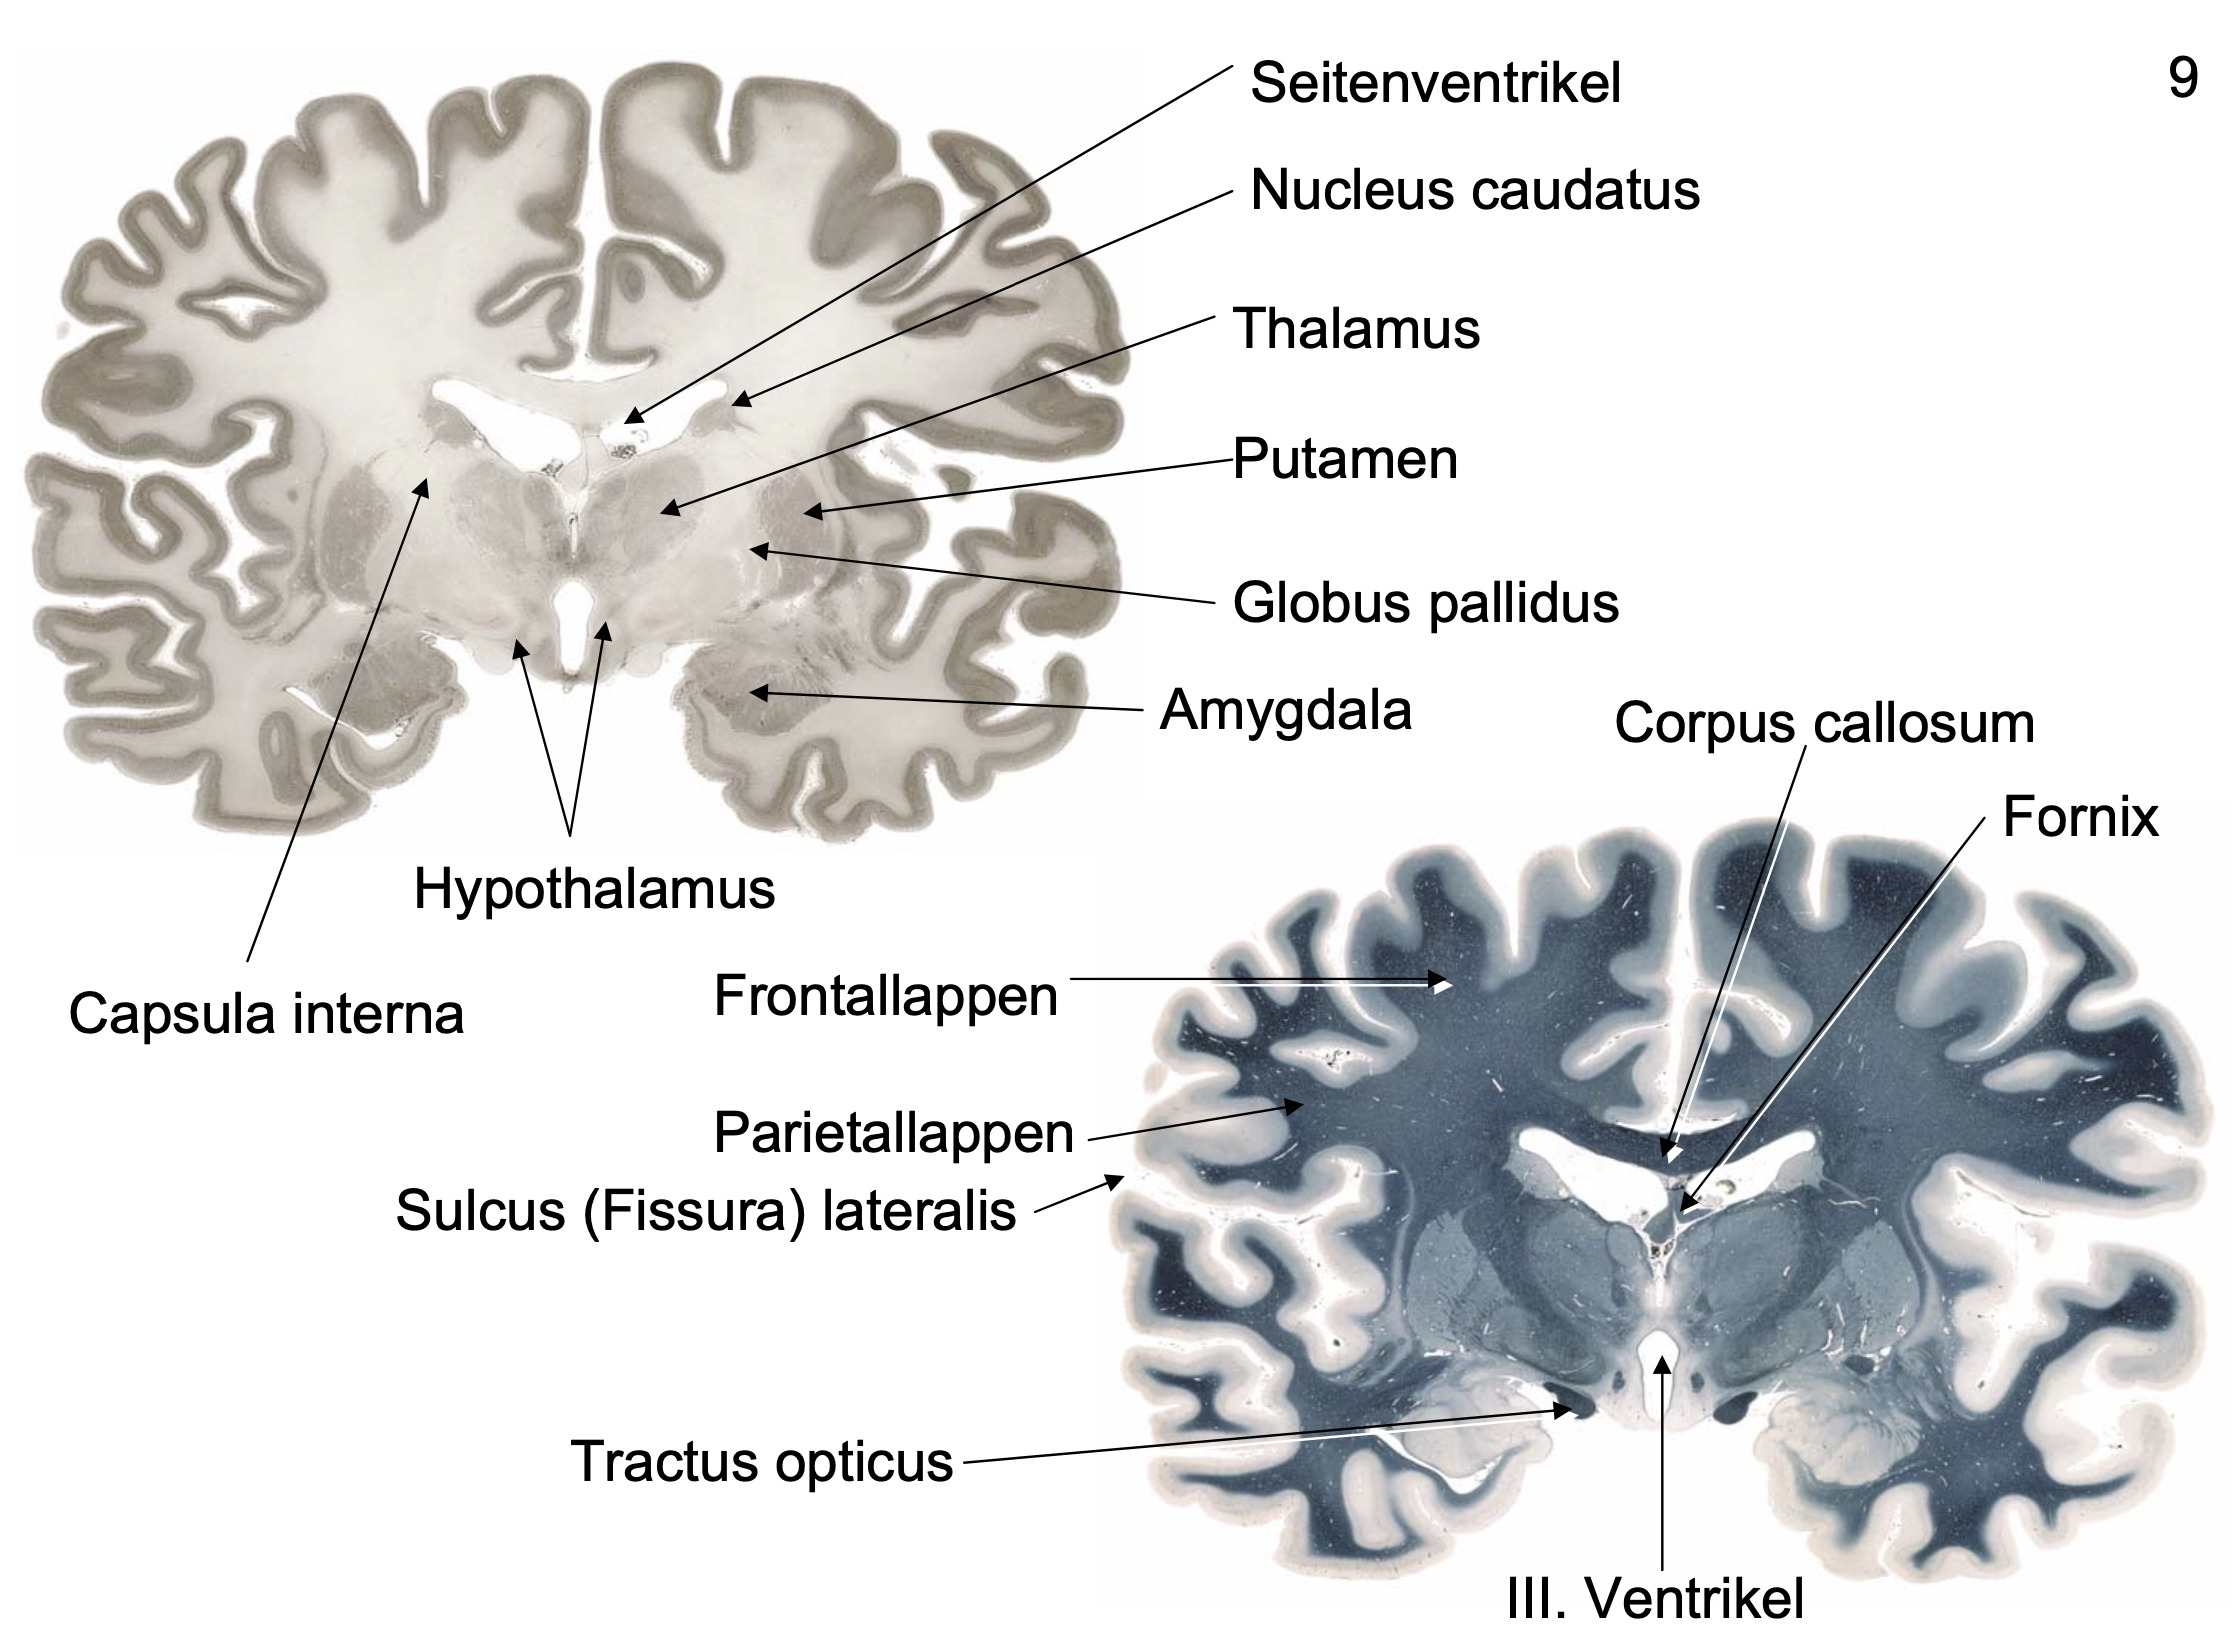 9
Seitenventrikel
Nucleus caudatus
Thalamus
Putamen
Globus pallidus
Amygdala
Corpus callosum
Fornix
Hypothalamus
Capsula interna
Frontallappen
Parietallappen
Sulcus (Fissura) lateralis
Tractus opticus
III. Ventrikel